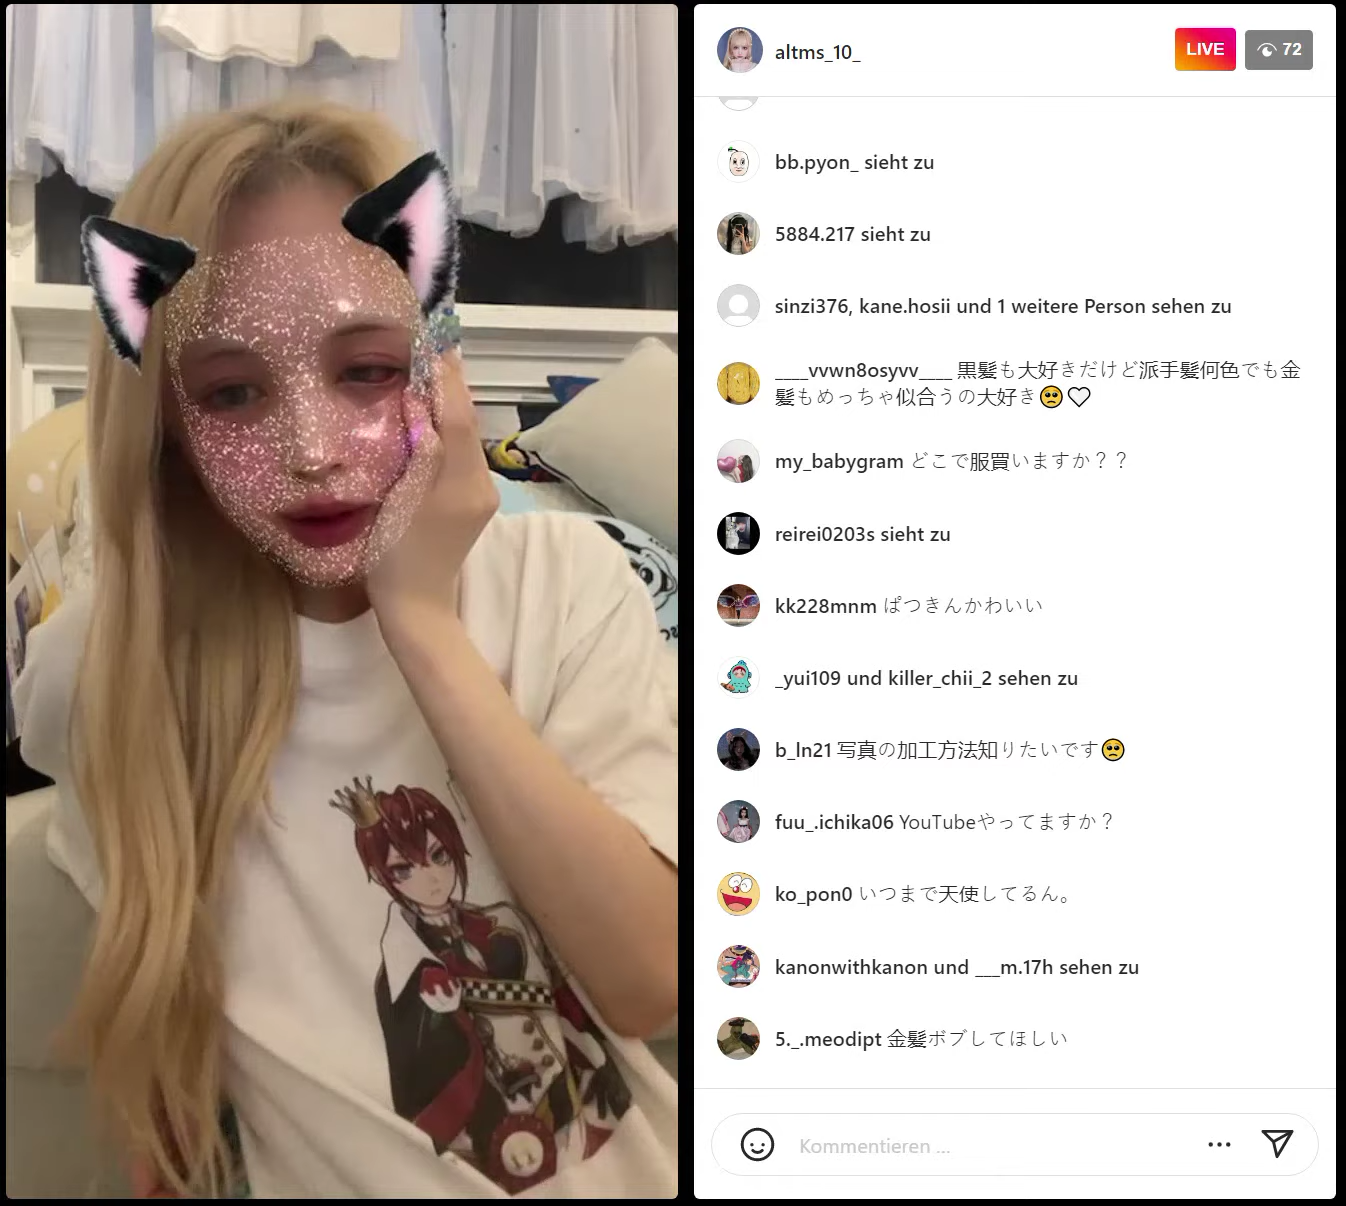 altms_10_
LIVE
72
bb.pyon_ sieht zu
5884.217 sieht zu
sinzi376, kane.hosii und 1 weitere Person sehen zu
____vvwn8osyvv____ 黒髪も大好きだけど派手髪何色でも金
髪もめっちゃ似合うの大好き🥺🤍
my_babygram どこで服買いますか？？
reirei0203s sieht zu
kk228mnm ぱつきんかわいい
_yui109 und killer_chii_2 sehen zu
b_ln21 写真の加工方法知りたいです🥺
fuu_.ichika06 YouTubeやってますか？
ko_pon0 いつまで天使してるん。
kanonwithkanon und ___m.17h sehen zu
5._.meodipt 金髪ボブしてほしい
Kommentieren ...